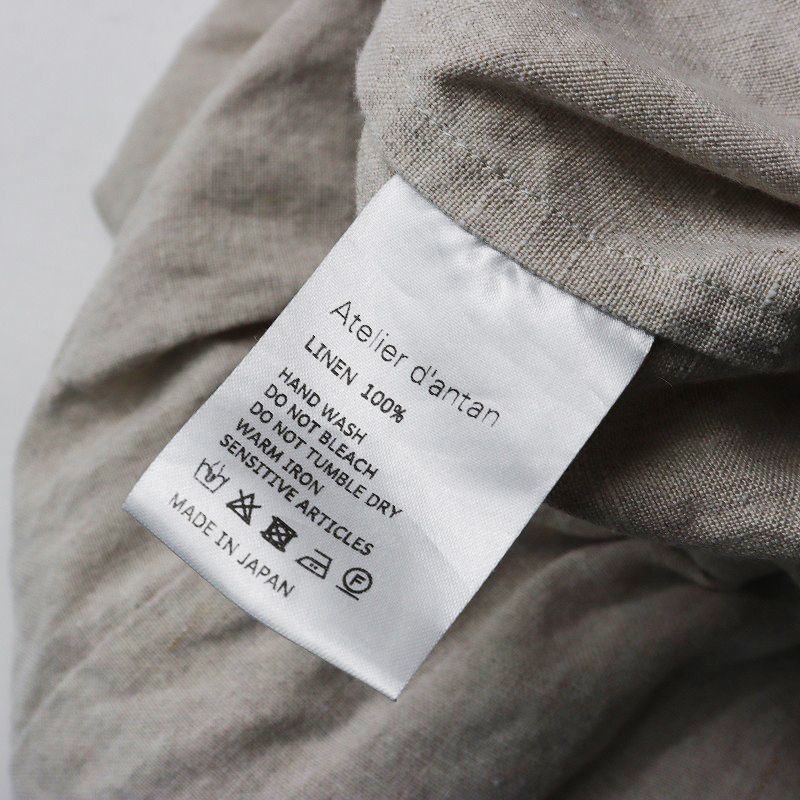 Atelier d'antan
LINEN 100%
HAND WASH
DO NOT BLEACH
DO NOT TUMBLE DRY
WARM IRON
SENSITIVE ARTICLES
F
MADE IN JAPAN